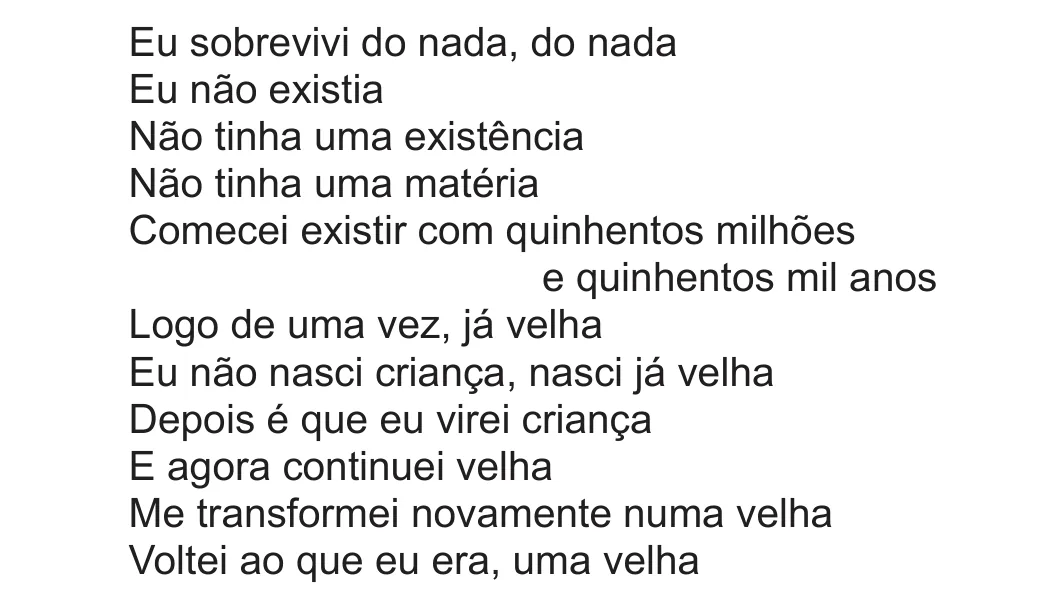 Eu sobrevivi do nada, do nada
Eu não existia
Não tinha uma existência
Não tinha uma matéria
Comecei existir com quinhentos milhões
e quinhentos mil anos
Logo de uma vez, já velha
Eu não nasci criança, nasci já velha
Depois é que eu virei criança
E agora continuei velha
Me transformei novamente numa velha
Voltei ao que eu era, uma velha